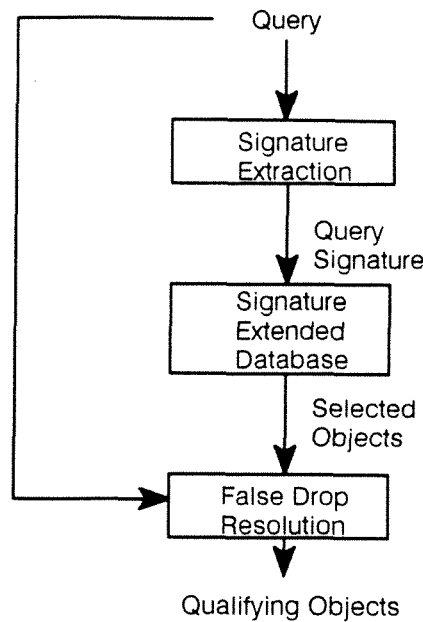 Query
Signature
Extraction
Query
Signature
Signature
Extended
Database
Selected
Objects
False Drop
Resolution
Qualifying Objects